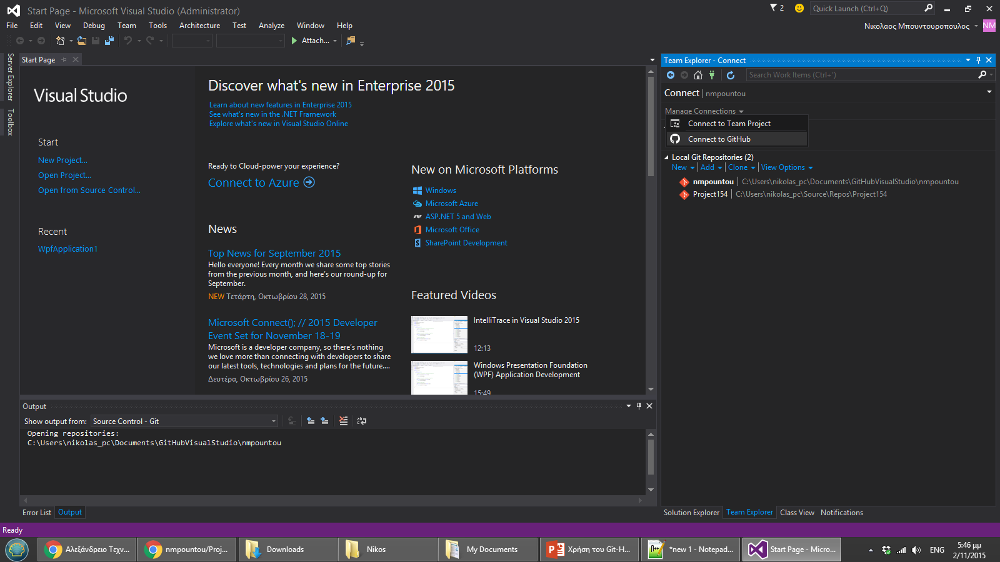 Start Page - Microsoft Visual Studio (Administrator)
2
Quick Launch (Ctrl+Q)
File Edit View Debug Team Tools Architecture Test Analyze Window Help
Νικολαος Μπουντουροπουλος
NM
Attach...
Server Explorer
Toolbox
Start Page
Visual Studio
Start
New Project...
Open Project...
Open from Source Control...
Recent
WpfApplication1
Discover what's new in Enterprise 2015
Learn about new features in Enterprise 2015
See what's new in the .NET Framework
Explore what's new in Visual Studio Online
Ready to Cloud-power your experience?
Connect to Azure
News
Top News for September 2015
Hello everyone! Every month we share some top stories
from the previous month, and here's our round-up for
September.
NEW Τετάρτη, Οκτωβρίου 28, 2015
Microsoft Connect(); // 2015 Developer
Event Set for November 18-19
Microsoft is a developer company, so there's nothing
we love more than connecting with developers to share
our latest tools, technologies and plans for the future....
Δευτέρα, Οκτωβρίου 26, 2015
New on Microsoft Platforms
Windows
Microsoft Azure
ASP.NET 5 and Web
Microsoft Office
SharePoint Development
Featured Videos
IntelliTrace in Visual Studio 2015
12:13
Windows Presentation Foundation
(WPF) Application Development
15:49
Team Explorer - Connect
Search Work Items (Ctrl+')
Connect | nmpountou
Manage Connections
Connect to Team Project
Connect to GitHub
Local Git Repositories (2)
New | Add | Clone | View Options
nmpountou | C:\Users\nikolas_pc\Documents\GitHubVisualStudio\nmpountou
Project154 | C:\Users\nikolas_pc\Source\Repos\Project154
Output
Show output from: Source Control - Git
Opening repositories:
C:\Users\nikolas_pc\Documents\GitHubVisualStudio\nmpountou
Error List Output
Solution Explorer Team Explorer Class View Notifications
Ready
Αλεξάνδρειο Τεχν...
nmpountou/Proj...
Downloads
Nikos
My Documents
Χρήση του Git-H...
*new 1 - Notepad...
Start Page - Micro...
ENG
5:46 μμ
2/11/2015